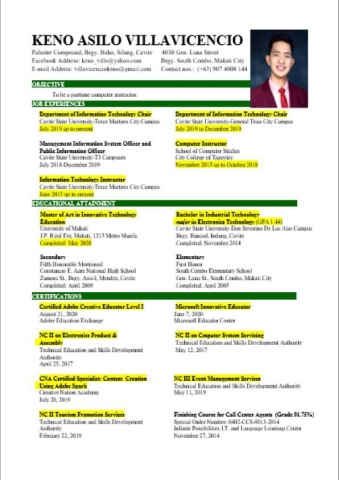 KENO ASILO VILLAVICENCIO
Palaster Compound, Brgy. Huko, Silang, Cavite 4030 Gen. Luna Street
Facebook Address: keno_ville@yahoo.com Brgy. South Cembo, Makati City
E-mail Address: villavicenciokeno@gmail.com Contact nos.: (+63) 907 4008 144
OBJECTIVE
To be a parttime computer instructor.
JOB EXPERIENCES
Department of Information Technology Chair
Cavite State University-Trece Martires City Campus
July 2019 up to present
Department of Information Technology Chair
Cavite State University-General Trias City Campus
July 2019 to December 2019
Management Information System Officer and
Public Information Officer
Cavite State University-T3 Campuses
July 2018-December 2019
Computer Instructor
School of Computer Studies
City College of Tagaytay
November 2015 up to October 2018
Information Technology Instructor
Cavite State University-Trece Martires City Campus
June 2015 up to present
EDUCATIONAL ATTAINMENT
Master of Art in Innovative Technology
Education
University of Makati
J.P. Rizal Ext, Makati, 1215 Metro Manila
Completed: May 2020
Bachelor in Industrial Technology
major in Electronics Technology (GPA 1.44)
Cavite State University-Don Severino De Las Alas Campus
Brgy. Bancod, Indang, Cavite
Completed: November 2014
Secondary
Fifth Honorable Mentioned
Constancio E. Aure National High School
Zamora St., Brgy. Asis-I, Mendez, Cavite
Completed: April 2009
Elementary
First Honor
South Cembo Elementary School
Gen. Luna St., South Cembo, Makati City
Completed: April 2005
CERTIFICATIONS
Certified Adobe Creative Educator Level I
August 21, 2020
Adobe Education Exchange
Microsoft Innovative Educator
June 7, 2020
Microsoft Educator Center
NC II on Electronics Product &
Assembly
Technical Education and Skills Development
Authority
April 25, 2017
NC II on Computer System Servicing
Technical Education and Skills Development Authority
May 12, 2017
CNA Certified Specialist: Content Creation
Using Adobe Spark
Creative Nation Academy
July 20, 2019
NC III Event Management Services
Technical Education and Skills Development Authority
May 11, 2019
NC II Tourism Promotion Services
Technical Education and Skills Development
Authority
February 22, 2019
Finishing Course for Call Center Agents (Grade 91.75%)
Special Order Number: 0402-CCS-0613-2014
Infinite Possibilities I.T and Language Learning Center
November 27, 2014